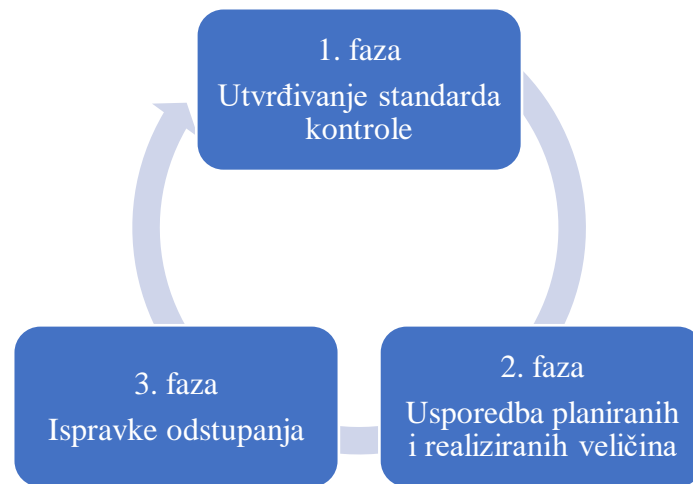 1. faza
Utvrđivanje standarda
kontrole
2. faza
Usporedba planiranih
i realiziranih veličina
3. faza
Ispravke odstupanja